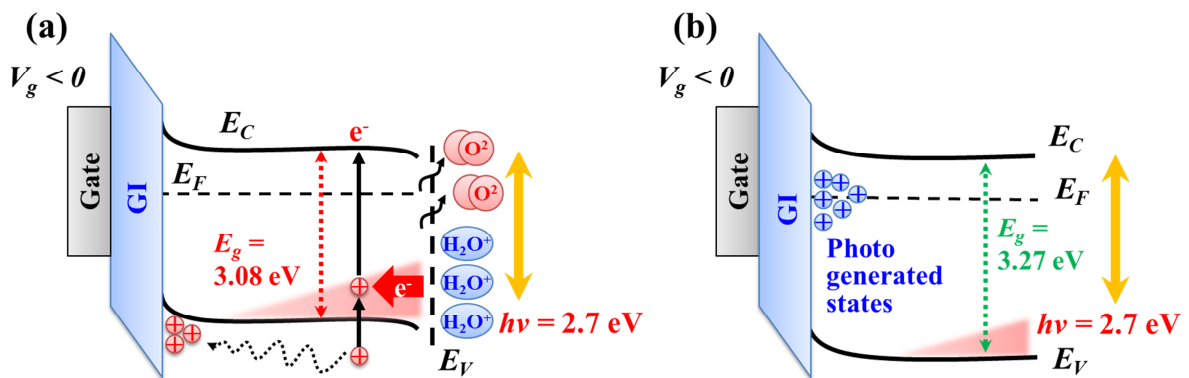 (a)
V_g < 0
Gate
GI
E_C
e⁻
E_F
E_g =
3.08 eV
e⁻
O²
O²
H₂O⁺
H₂O⁺
H₂O⁺
hν = 2.7 eV
E_V
(b)
V_g < 0
Gate
GI
E_C
E_F
Photo
generated
states
E_g =
3.27 eV
hν = 2.7 eV
E_V